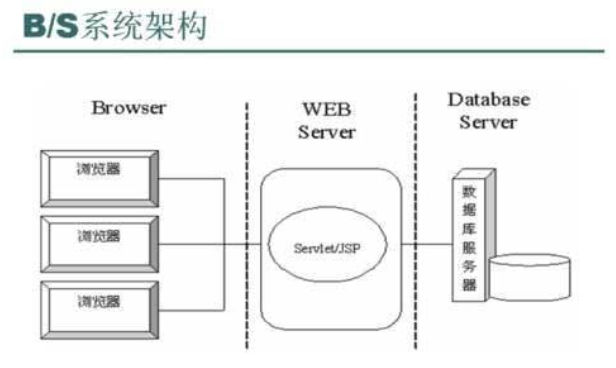 B/S系统架构
Browser
WEB
Server
Database
Server
浏览器
浏览器
浏览器
Servlet/JSP
数
据
库
服
务
器